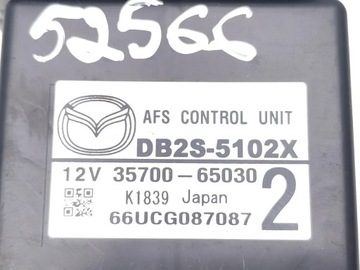 52566
AFS CONTROL UNIT
DB2S-5102X
12V 35700-65030
2
K1839 Japan
66UCG087087